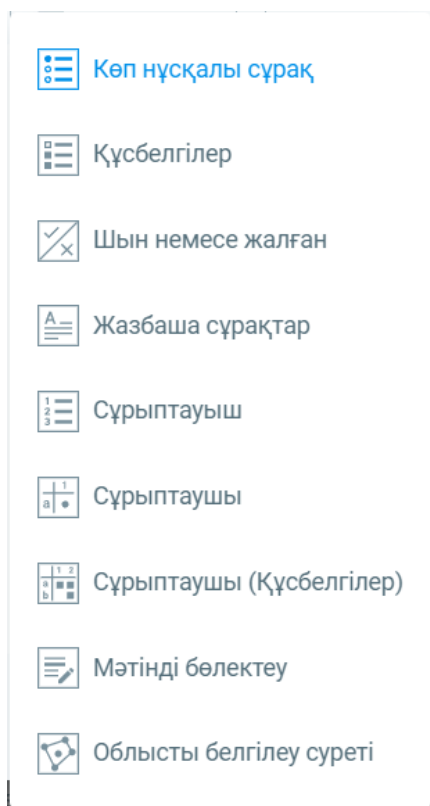 Көп нұсқалы сұрақ
Құсбелгілер
Шын немесе жалған
Жазбаша сұрақтар
Сұрыптауыш
Сұрыптаушы
Сұрыптаушы (Құсбелгілер)
Мәтінді бөлектеу
Облысты белгілеу суреті